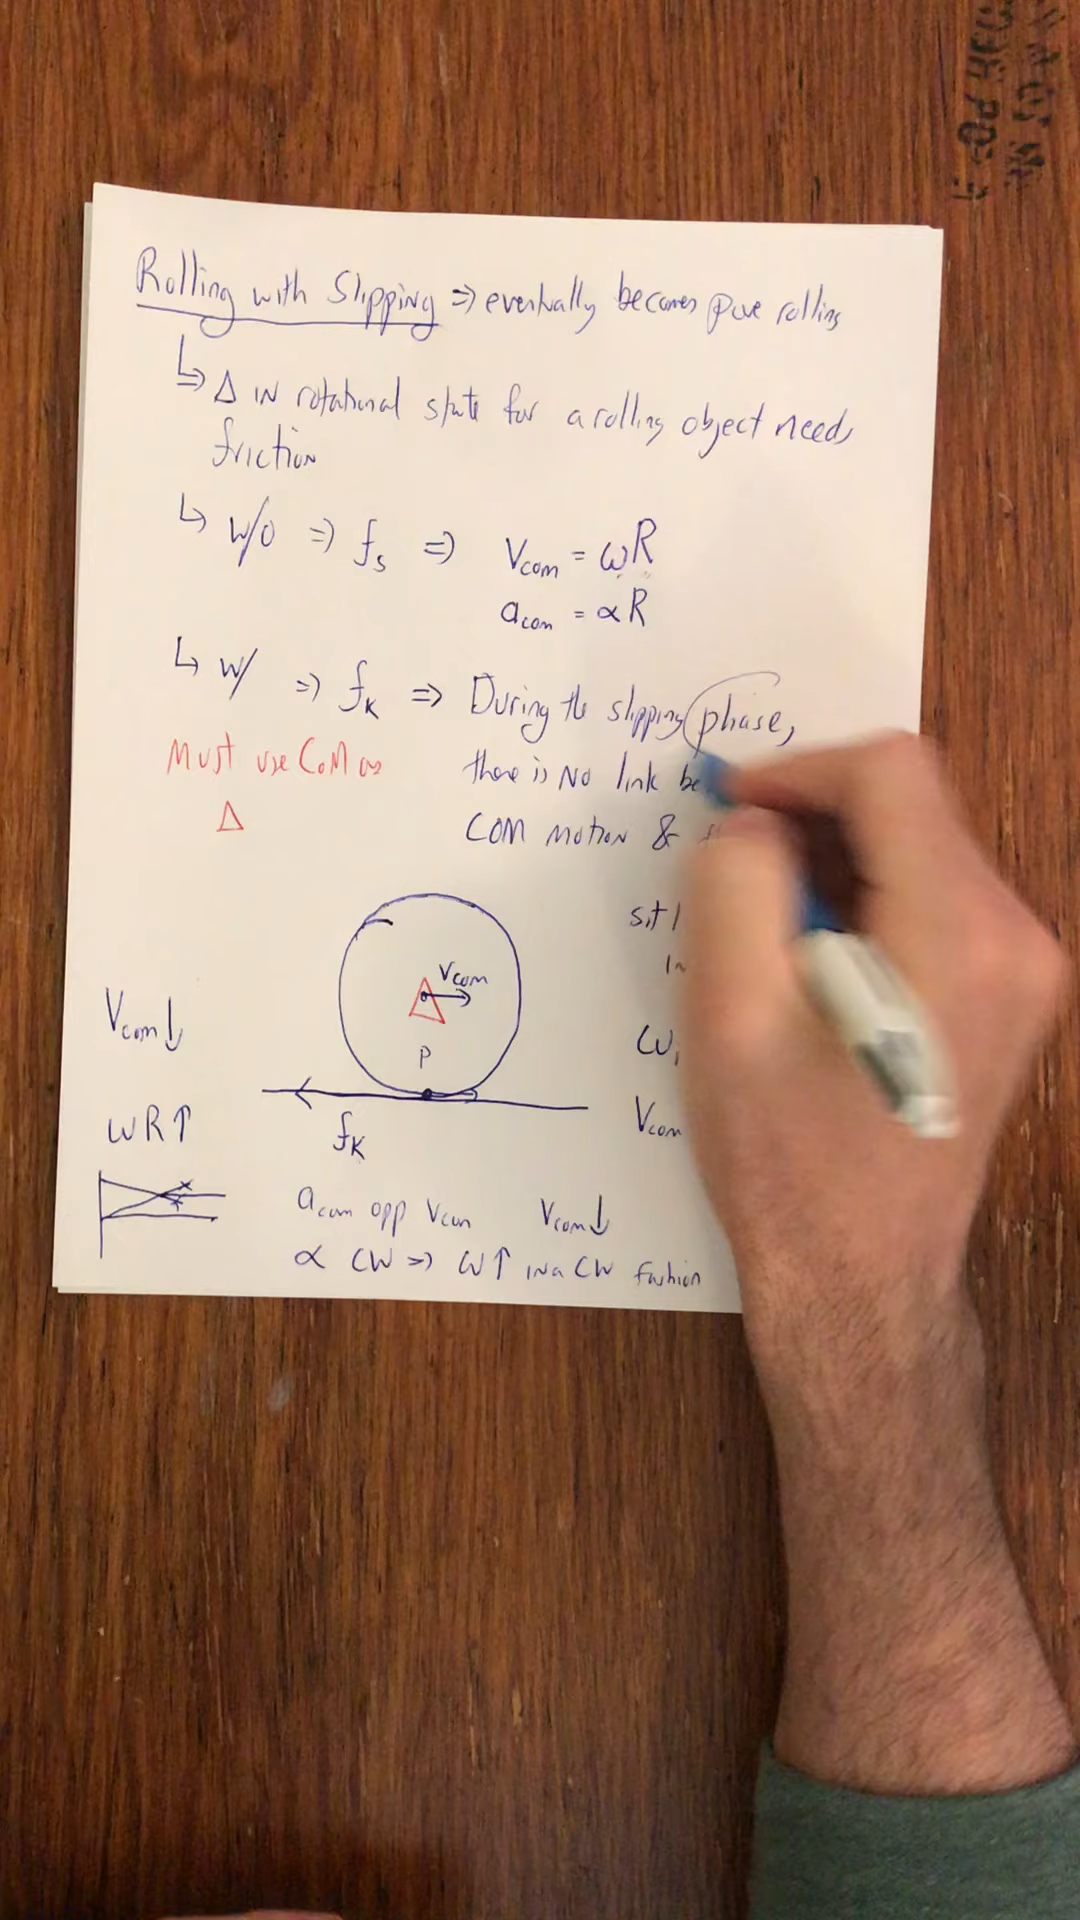 Rolling with Slipping => eventually becomes pure rolling
↳ Δ IN rotational state for a rolling object needs
friction
↳ w/o => fs => Vcom = ωR
acom = αR
↳ w/ => fK => During the slipping phase,
Must use CoM as
Δ
there is No link
COM motion &
sit
Vcom
P
fK
Vcom↓
ωR↑
ωi
Vcom
acom opp Vcom Vcom↓
α CW => ω↑ in a CW fashion